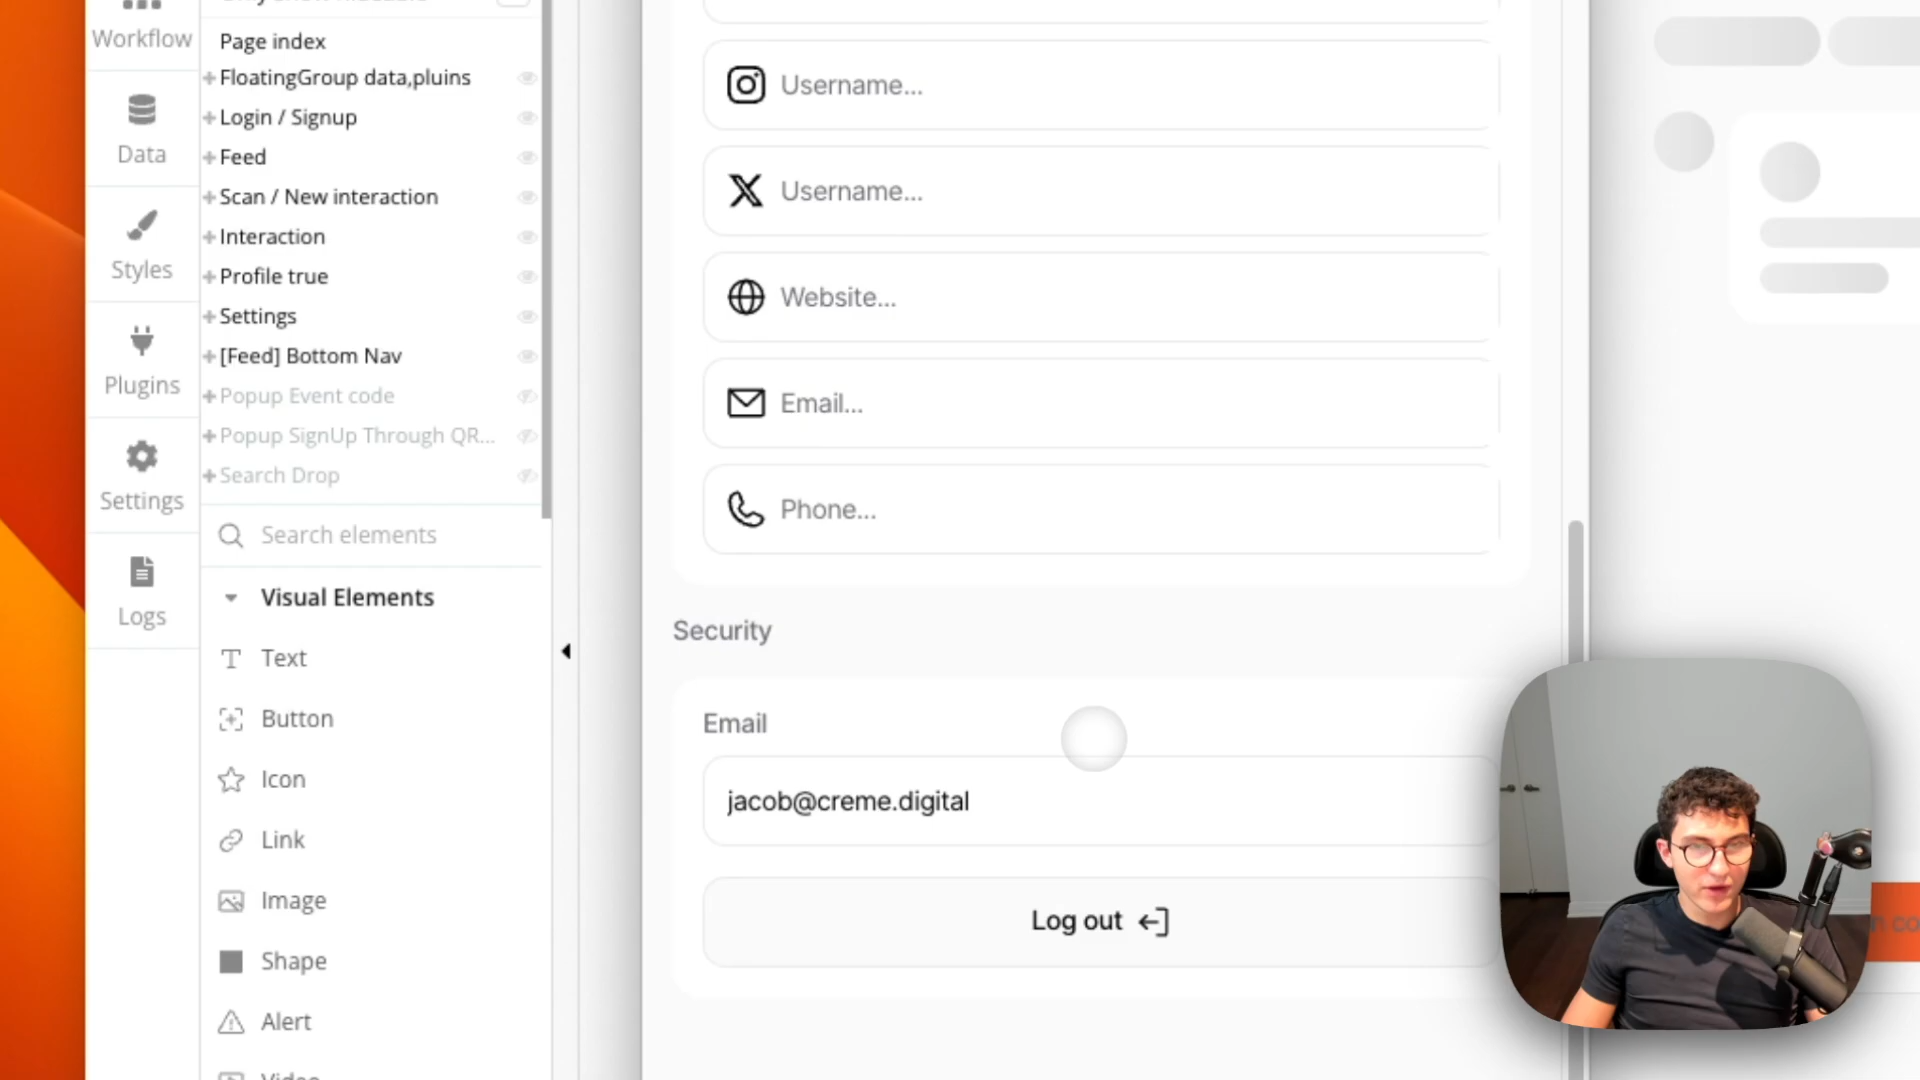 Workflow
Page index
FloatingGroup data,pluins
Login / Signup
Data
Feed
Scan / New interaction
Interaction
Styles
Profile true
Settings
[Feed] Bottom Nav
Plugins
Popup Event code
Popup SignUp Through QR...
Search Drop
Settings
Search elements
Visual Elements
Logs
Text
Button
Icon
Link
Image
Shape
Alert
Username...
Username...
Website...
Email...
Phone...
Security
Email
jacob@creme.digital
Log out